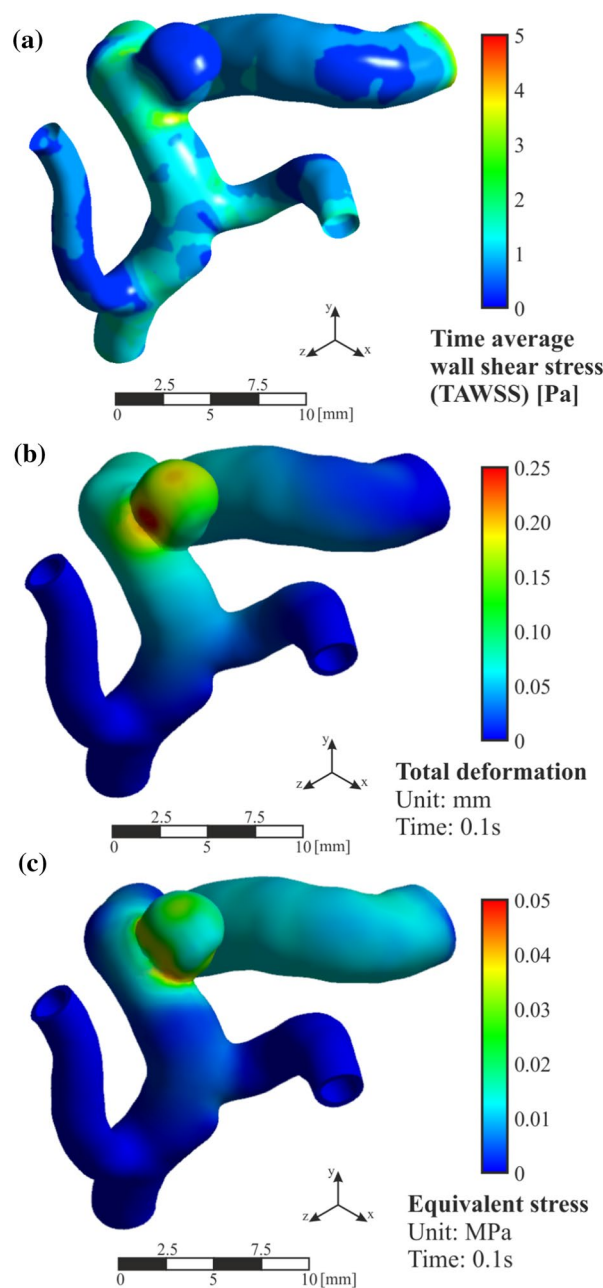 (a)
5
4
3
2
1
0
y
z x
Time average
wall shear stress
(TAWSS) [Pa]
2.5 7.5
0 5 10 [mm]
(b)
0.25
0.20
0.15
0.10
0.05
0
y
z x
Total deformation
Unit: mm
Time: 0.1s
2.5 7.5
0 5 10 [mm]
(c)
0.05
0.04
0.03
0.02
0.01
0
y
z x
Equivalent stress
Unit: MPa
Time: 0.1s
2.5 7.5
0 5 10 [mm]